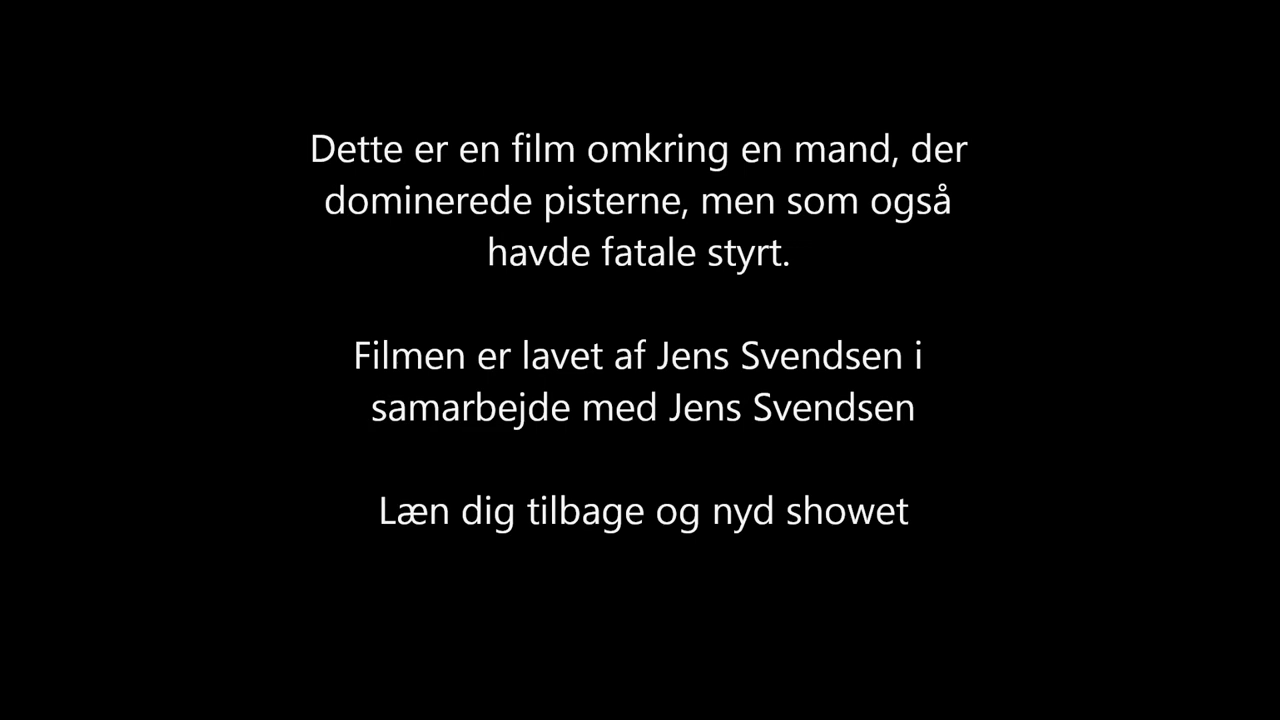 Dette er en film omkring en mand, der
dominerede pisterne, men som også
havde fatale styrt.
Filmen er lavet af Jens Svendsen i
samarbejde med Jens Svendsen
Læn dig tilbage og nyd showet